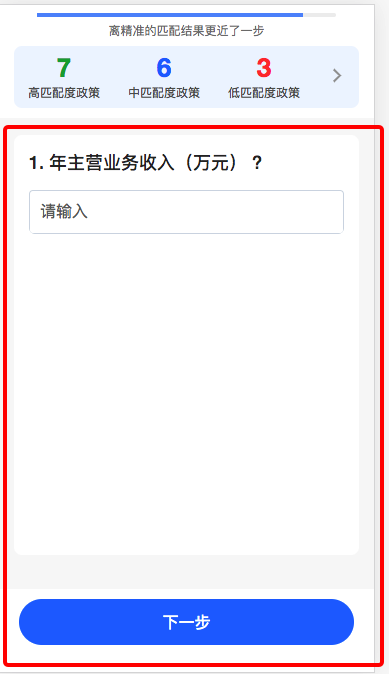 离精准的匹配结果更近了一步
7 6 3
高匹配度政策 中匹配度政策 低匹配度政策
1. 年主营业务收入（万元）？
请输入
下一步